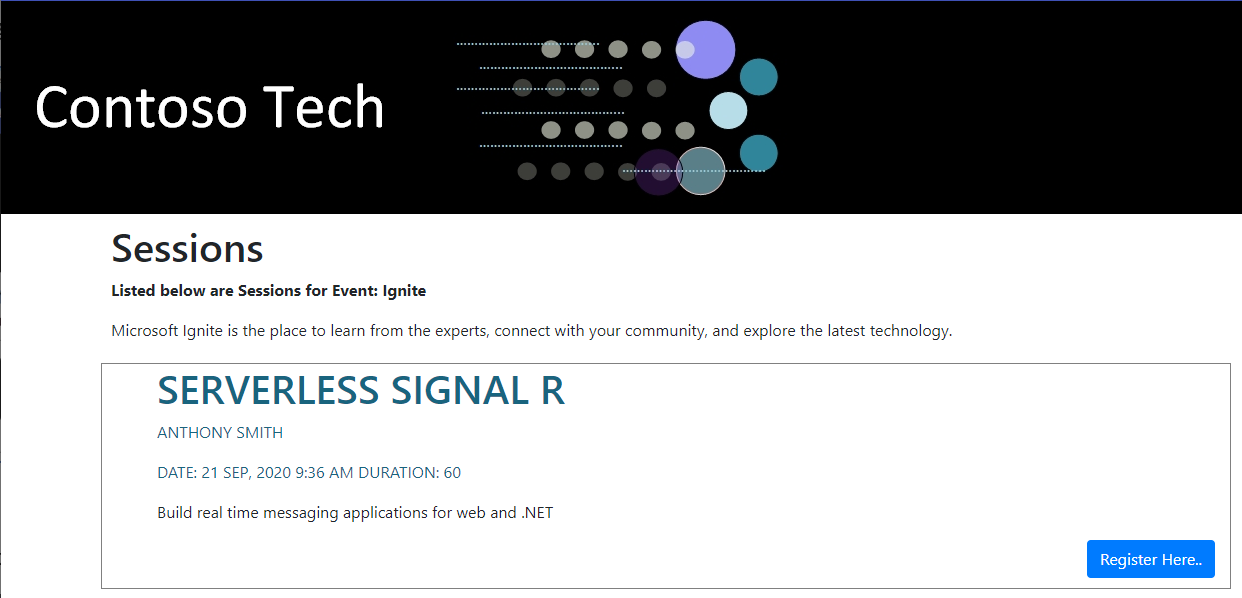 Contoso Tech
Sessions
Listed below are Sessions for Event: Ignite
Microsoft Ignite is the place to learn from the experts, connect with your community, and explore the latest technology.
SERVERLESS SIGNAL R
ANTHONY SMITH
DATE: 21 SEP, 2020 9:36 AM DURATION: 60
Build real time messaging applications for web and .NET
Register Here..